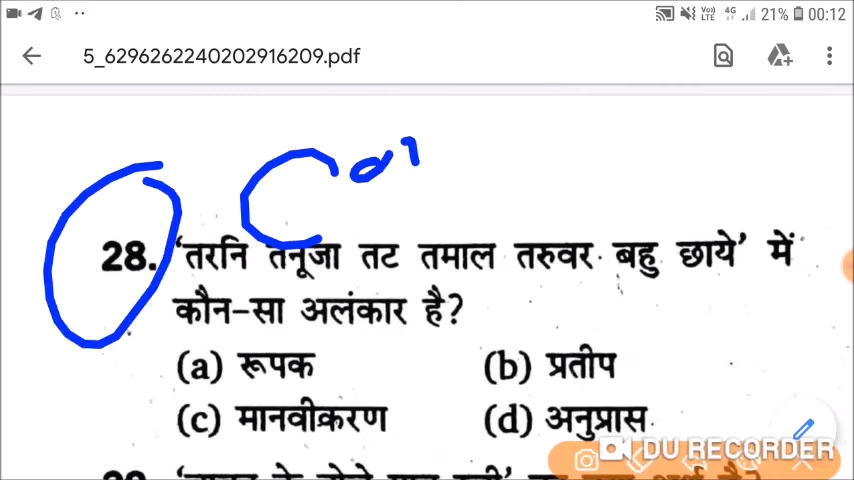 4G 21% 00:12
5_6296262240202916209.pdf
28. 'तरनि तनूजा तट तमाल तरुवर बहु छाये' में
कौन-सा अलंकार है?
(a) रूपक (b) प्रतीप
(c) मानवीकरण (d) अनुप्रास
DU RECORDER